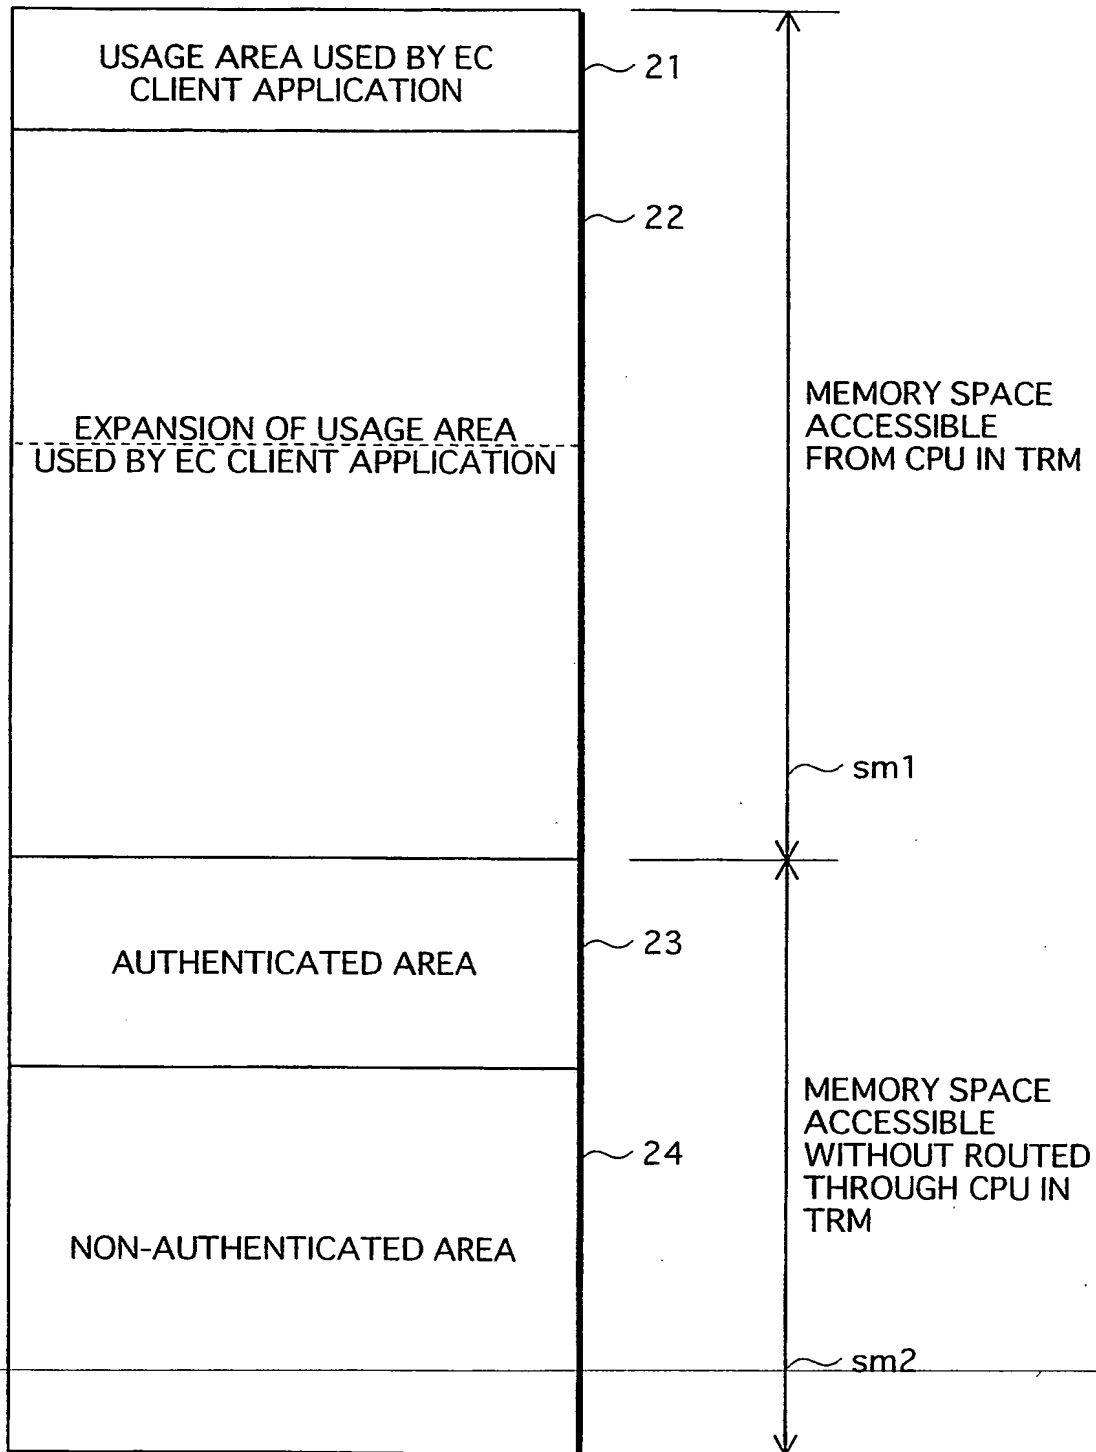 USAGE AREA USED BY EC
CLIENT APPLICATION
21
22
EXPANSION OF USAGE AREA
USED BY EC CLIENT APPLICATION
MEMORY SPACE
ACCESSIBLE
FROM CPU IN TRM
sm1
AUTHENTICATED AREA
23
MEMORY SPACE
ACCESSIBLE
WITHOUT ROUTED
THROUGH CPU IN
TRM
24
NON-AUTHENTICATED AREA
sm2